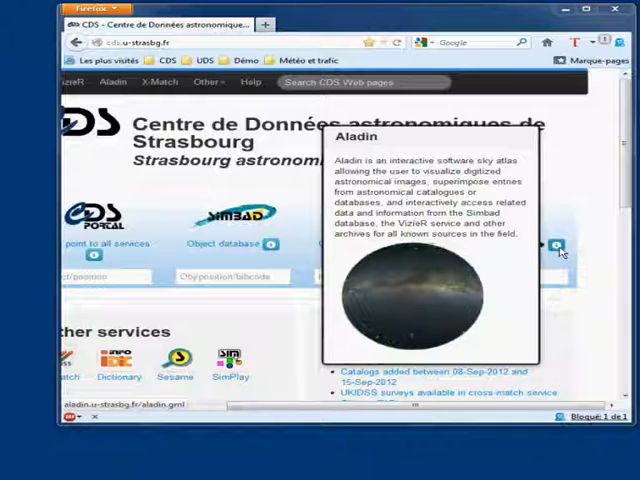 Firefox
CDS - Centre de Données astronomique...
cds.u-strasbg.fr
Google
Les plus visités CDS UDS Démo Météo et trafic Marque-pages
VizieR Aladin X-Match Other Help Search CDS Web pages
Centre de Données astronomiques de
Strasbourg
Strasbourg astronom
Aladin
Aladin is an interactive software sky atlas
allowing the user to visualize digitized
astronomical images, superimpose entries
from astronomical catalogues or
databases, and interactively access related
data and information from the Simbad
database, the VizieR service and other
archives for all known sources in the field.
CDS
PORTAL
SIMBAD
point to all services
Object database
ect/position
Obj/position/bibcode
ther services
INFO
DIC
SIM
atch Dictionary Sesame SimPlay
Catalogs added between 08-Sep-2012 and
15-Sep-2012
UKIDSS surveys available in cross-match service
aladin.u-strasbg.fr/aladin.gml
Bloqué: 1 de 1